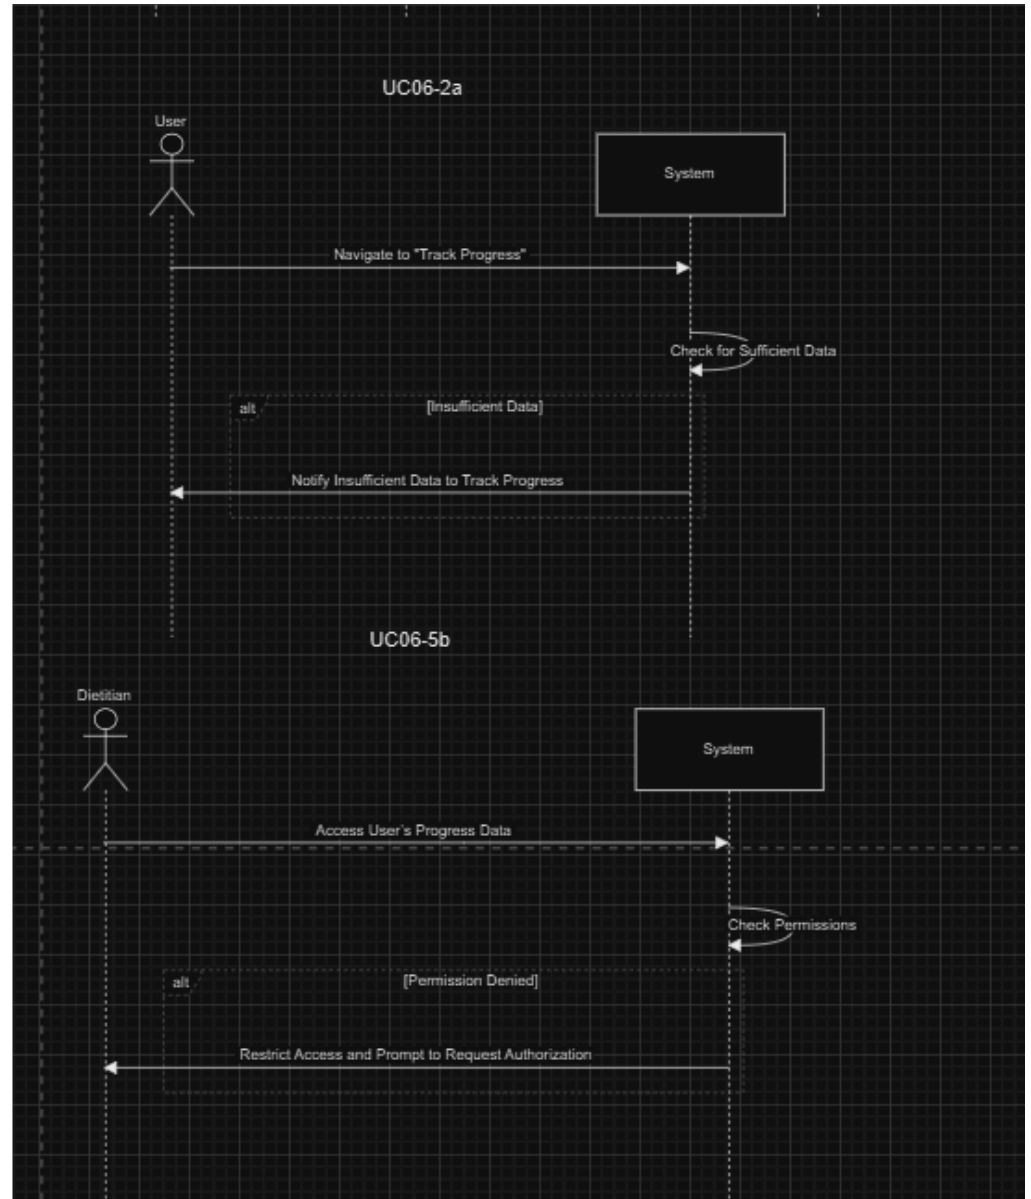 UC06-2a
User
System
Navigate to "Track Progress"
Check for Sufficient Data
alt
[Insufficient Data]
Notify Insufficient Data to Track Progress
UC06-5b
Dietitian
System
Access User's Progress Data
Check Permissions
alt
[Permission Denied]
Restrict Access and Prompt to Request Authorization